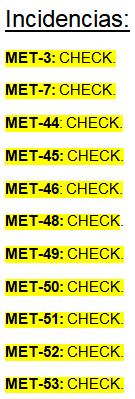 Incidencias:
MET-3: CHECK.
MET-7: CHECK.
MET-44: CHECK.
MET-45: CHECK.
MET-46: CHECK.
MET-48: CHECK.
MET-49: CHECK.
MET-50: CHECK.
MET-51: CHECK.
MET-52: CHECK.
MET-53: CHECK.